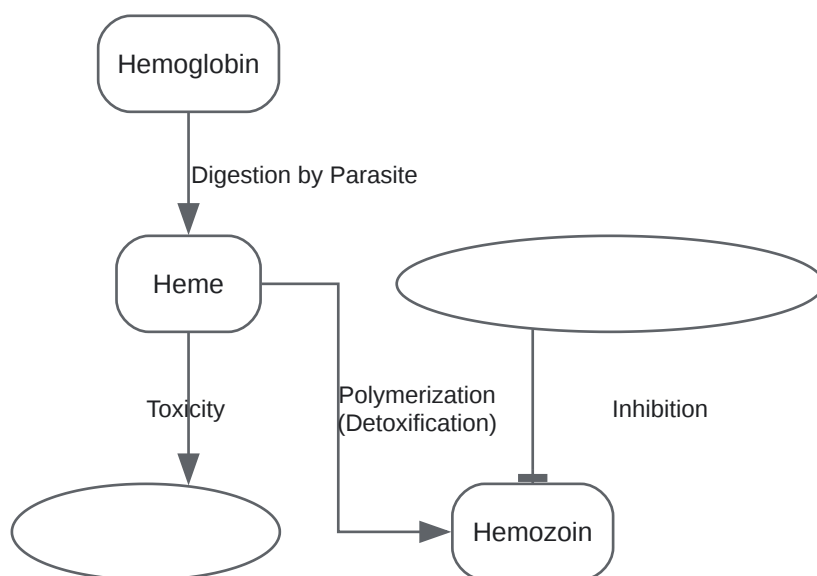 Hemoglobin
Digestion by Parasite
Heme
Toxicity
Polymerization
(Detoxification)
Inhibition
Hemozoin